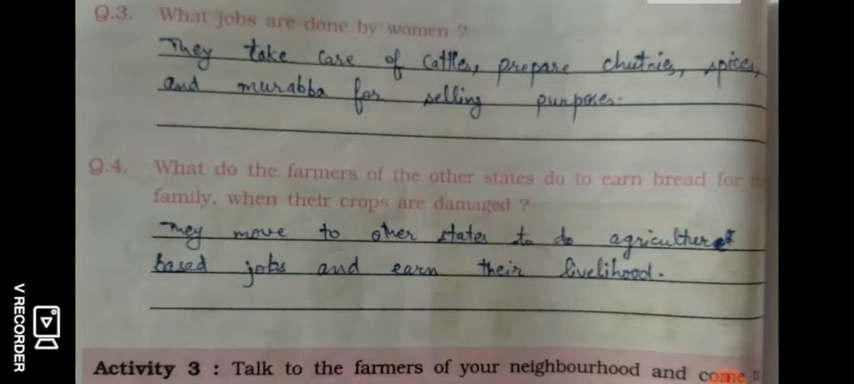 Q.3. What jobs are done by women ?
They take care of cattles, prepare chutnies, spices,
and murabba for selling purposes.
Q.4. What do the farmers of the other states do to earn bread for
family, when their crops are damaged ?
They move to other states to do agriculture
based jobs and earn their livelihood.
Activity 3 : Talk to the farmers of your neighbourhood and come
V RECORDER